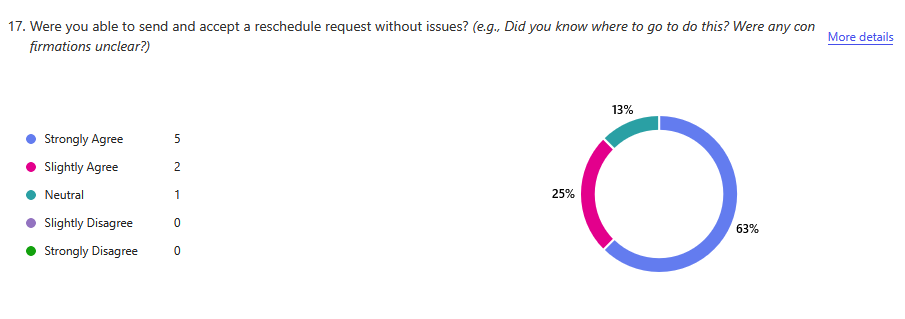 17. Were you able to send and accept a reschedule request without issues? (e.g., Did you know where to go to do this? Were any con
firmations unclear?)
More details
13%
Strongly Agree 5
Slightly Agree 2
Neutral 1
25%
Slightly Disagree 0
63%
Strongly Disagree 0